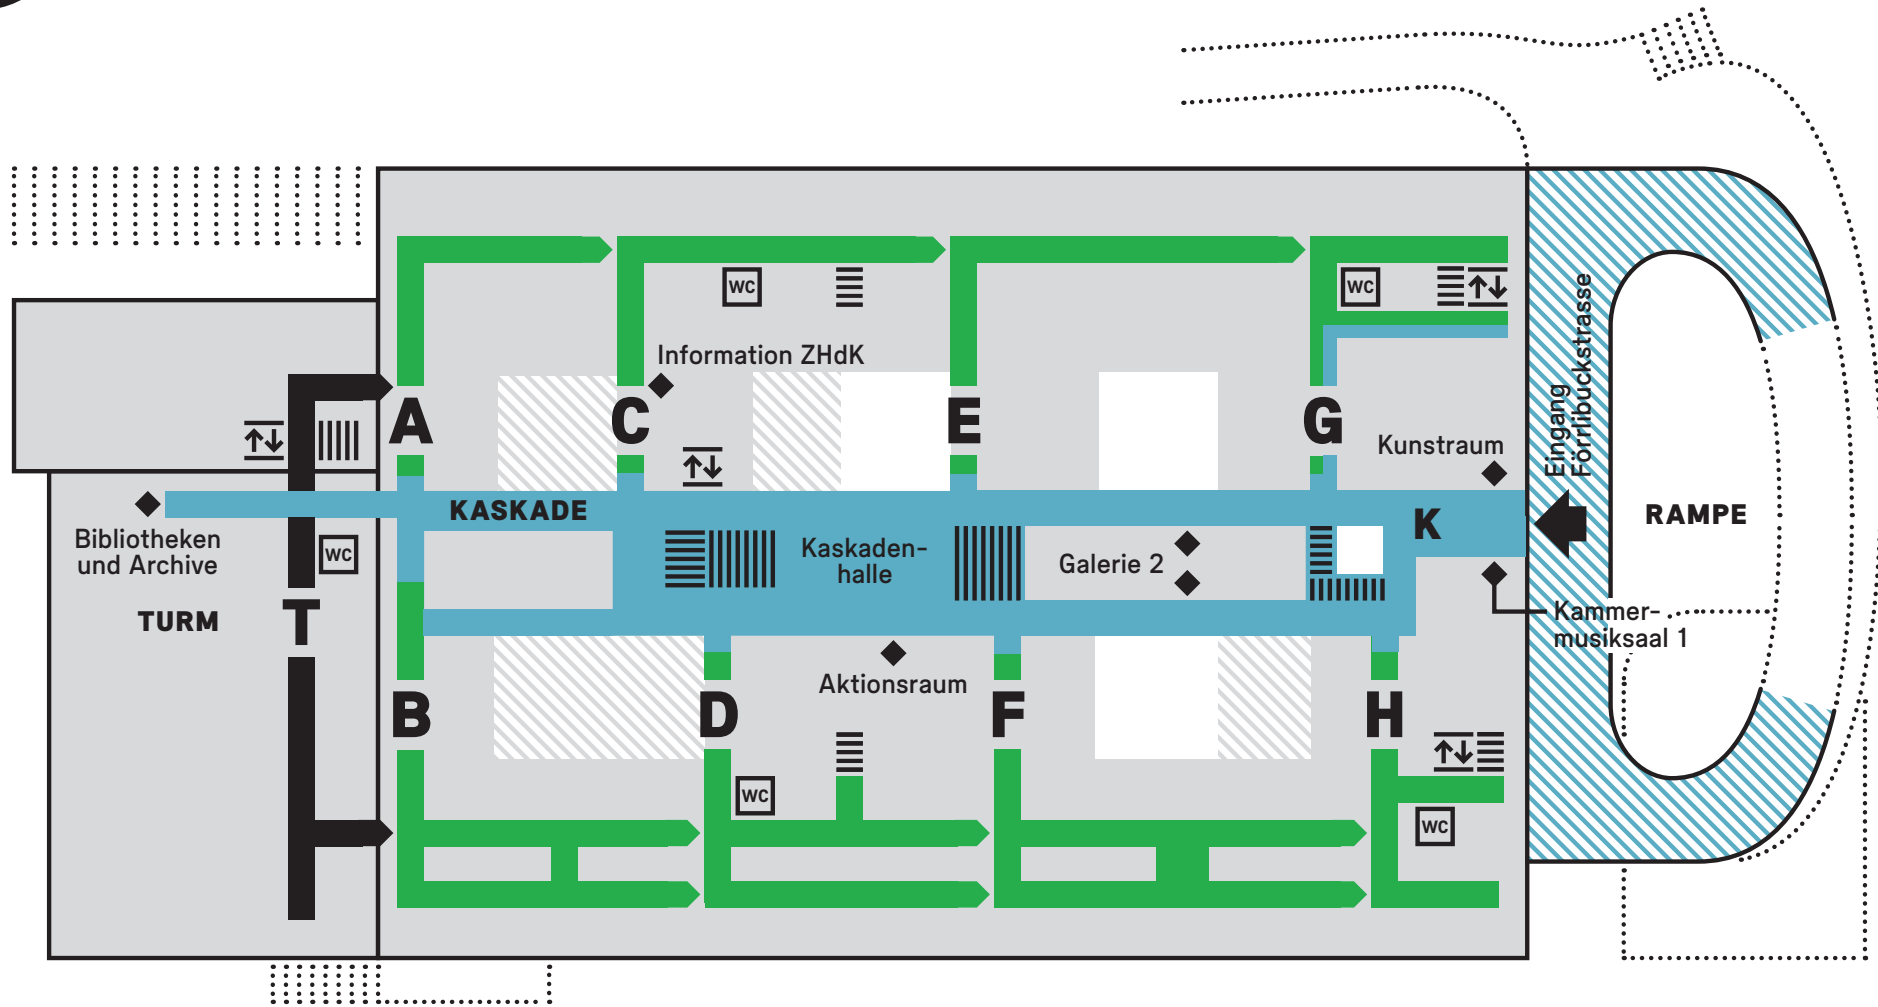 WC
WC
Information ZHdK
Eingang
Förrlibuckstrasse
A
C
E
G
Kunstraum
KASKADE
K
RAMPE
Bibliotheken
und Archive
WC
Kaskaden-
halle
Galerie 2
TURM
T
Kammer-
musiksaal 1
Aktionsraum
B
D
F
H
WC
WC